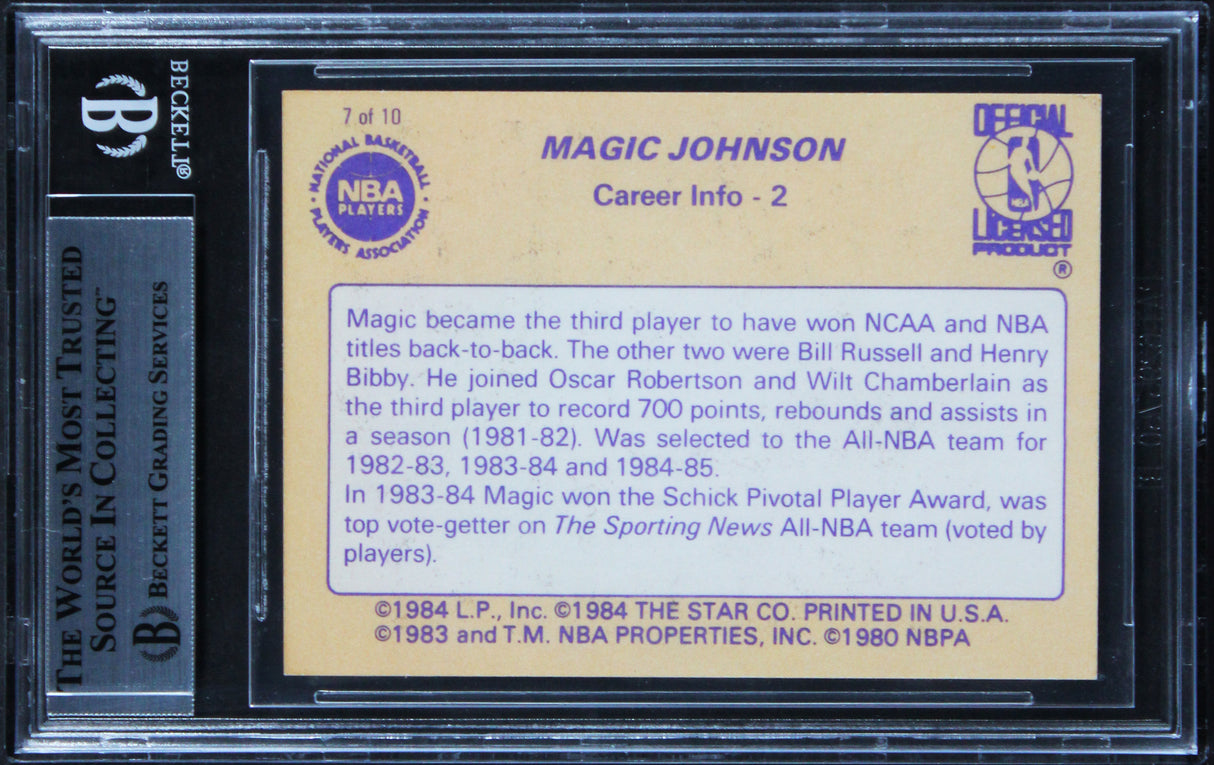 BECKETT®
B
THE WORLD'S MOST TRUSTED
SOURCE IN COLLECTING™
B BECKETT GRADING SERVICES
7 of 10
NATIONAL BASKETBALL
NBA
PLAYERS
PLAYERS ASSOCIATION
MAGIC JOHNSON
Career Info - 2
OFFICIAL
LICENSED
PRODUCT
®
Magic became the third player to have won NCAA and NBA
titles back-to-back. The other two were Bill Russell and Henry
Bibby. He joined Oscar Robertson and Wilt Chamberlain as
the third player to record 700 points, rebounds and assists in
a season (1981-82). Was selected to the All-NBA team for
1982-83, 1983-84 and 1984-85.
In 1983-84 Magic won the Schick Pivotal Player Award, was
top vote-getter on The Sporting News All-NBA team (voted by
players).
©1984 L.P., Inc. ©1984 THE STAR CO. PRINTED IN U.S.A.
©1983 and T.M. NBA PROPERTIES, INC. ©1980 NBPA